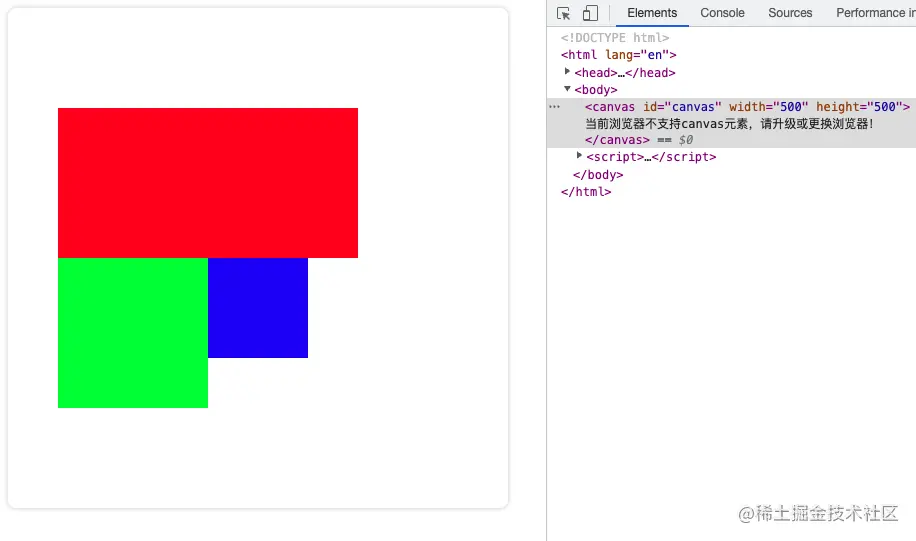 Elements Console Sources Performance in
<!DOCTYPE html>
<html lang="en">
<head>…</head>
<body>
… <canvas id="canvas" width="500" height="500">
当前浏览器不支持canvas元素，请升级或更换浏览器！
</canvas> == $0
<script>…</script>
</body>
</html>
@稀土掘金技术社区